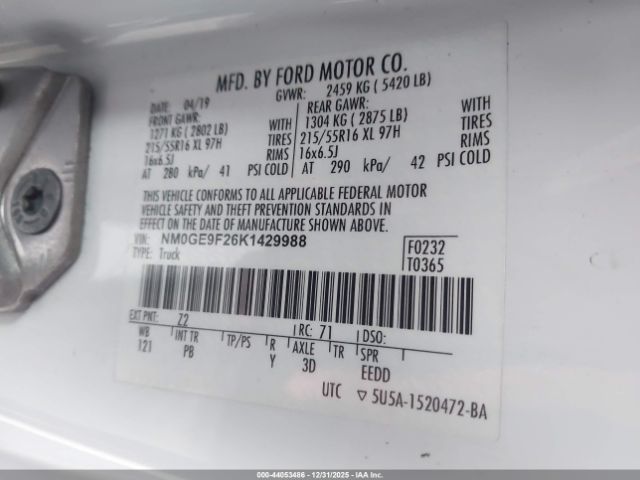 MFD. BY FORD MOTOR CO.
DATE: 04/19 GVWR: 2459 KG ( 5420 LB)
FRONT GAWR: REAR GAWR:
1271 KG ( 2802 LB) WITH 1304 KG ( 2875 LB) WITH
215/55R16 XL 97H TIRES 215/55R16 XL 97H TIRES
16x6.5J RIMS 16x6.5J RIMS
AT 280 kPa/ 41 PSI COLD AT 290 kPa/ 42 PSI COLD
THIS VEHICLE CONFORMS TO ALL APPLICABLE FEDERAL MOTOR
VEHICLE SAFETY AND THEFT PREVENTION STANDARDS IN
EFFECT ON THE DATE OF MANUFACTURE SHOWN ABOVE.
VIN: NM0GE9F26K1429988 F0232
TYPE: Truck T0365
EXT PNT: Z2 RC: 71 DSO:
WB INT TR TP/PS R AXLE TR SPR
121 PB Y 3D EEDD
UTC ▽ 5U5A-1520472-BA
000-44053486 - 12/31/2025 - COPART